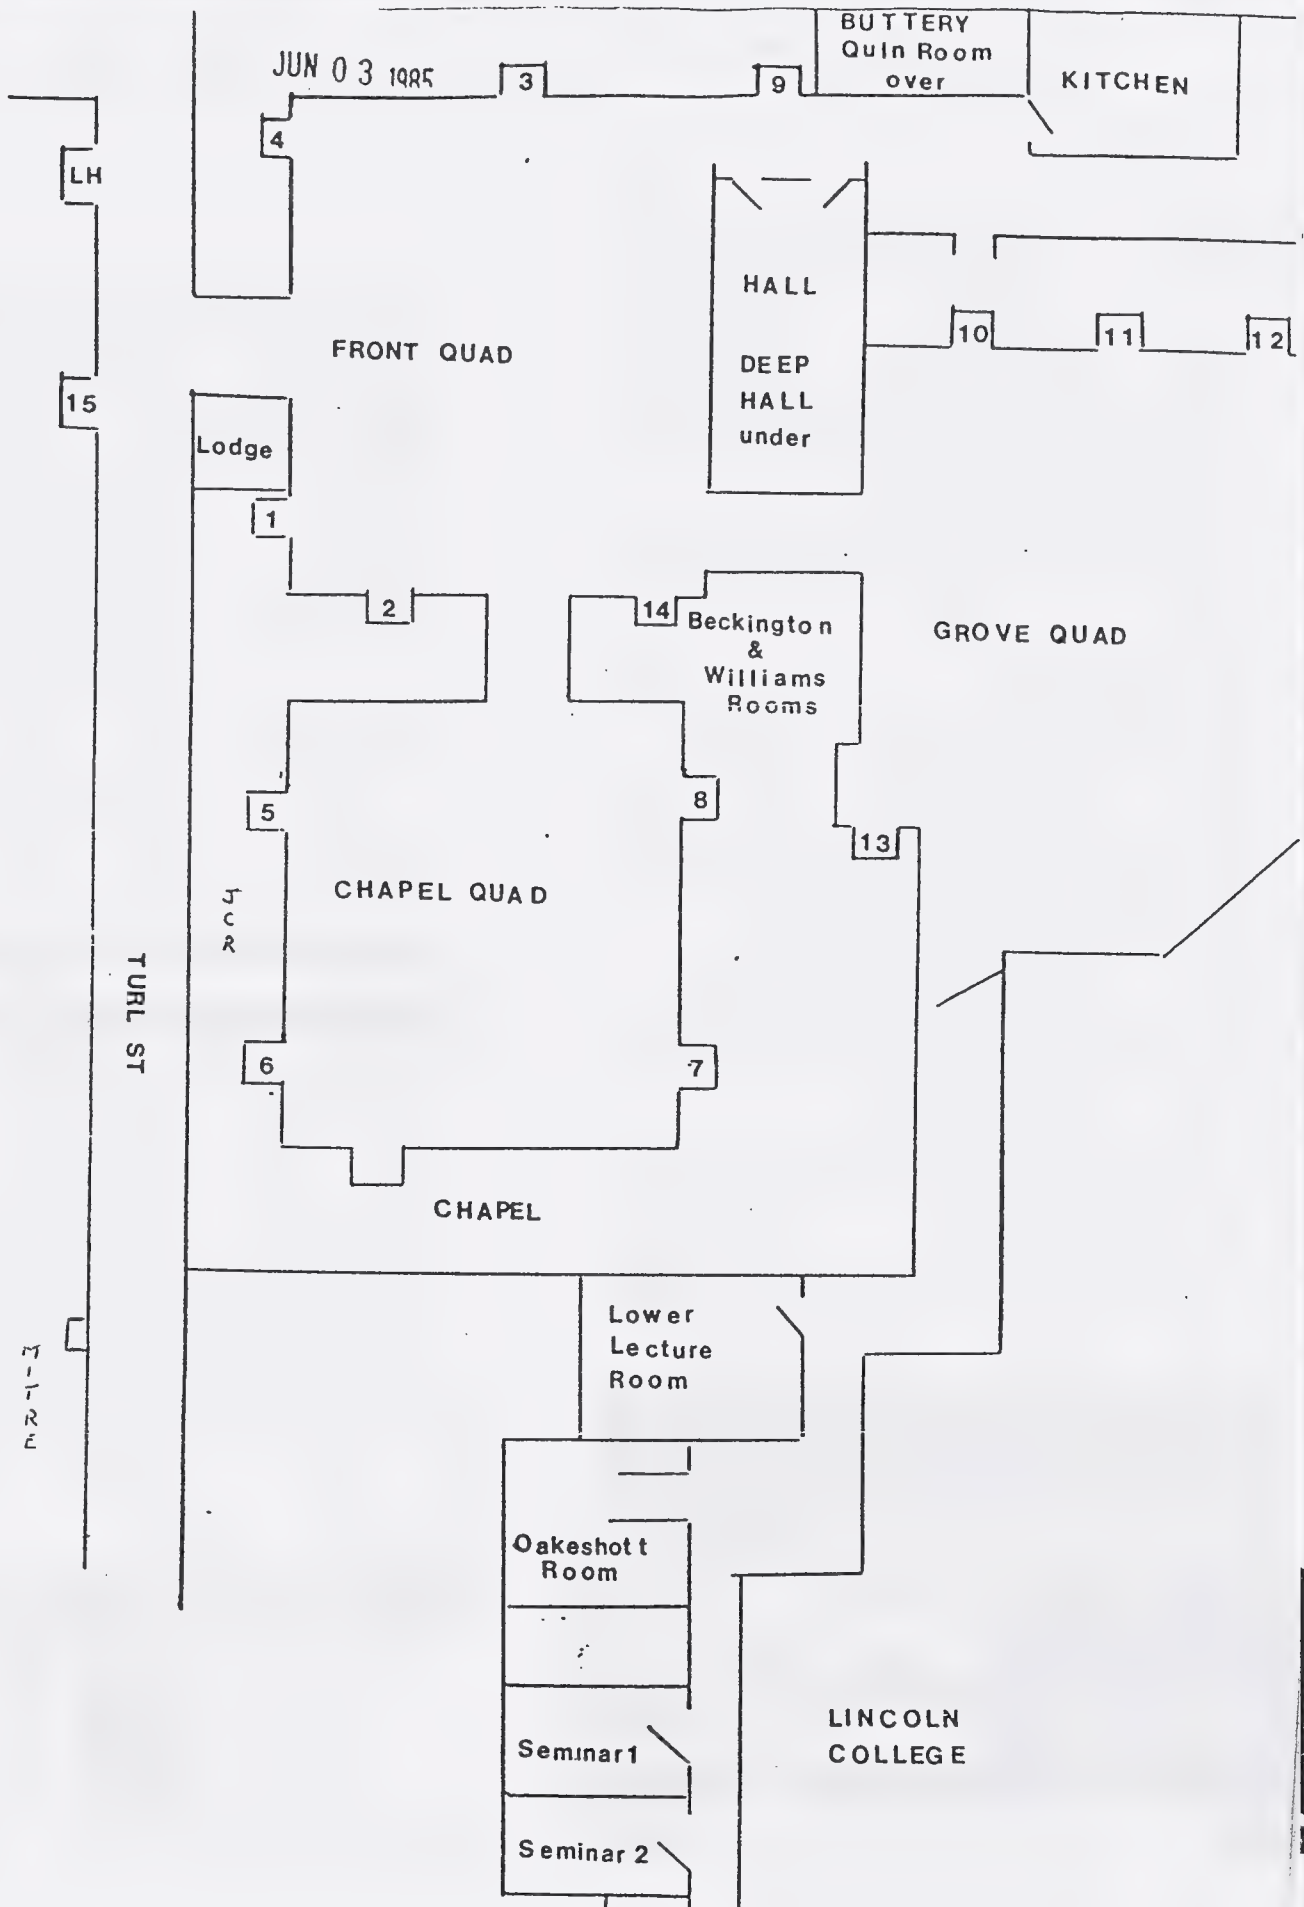 BUTTERY
Quin Room
over
KITCHEN
JUN 03 1985
3
9
4
LH
HALL
DEEP
HALL
under
10
11
12
FRONT QUAD
15
Lodge
1
2
14
Beckington
&
Williams
Rooms
GROVE QUAD
5
8
13
CHAPEL QUAD
JCR
TURL ST
6
7
CHAPEL
Lower
Lecture
Room
MITRE
Oakeshott
Room
Seminar 1
LINCOLN
COLLEGE
Seminar 2